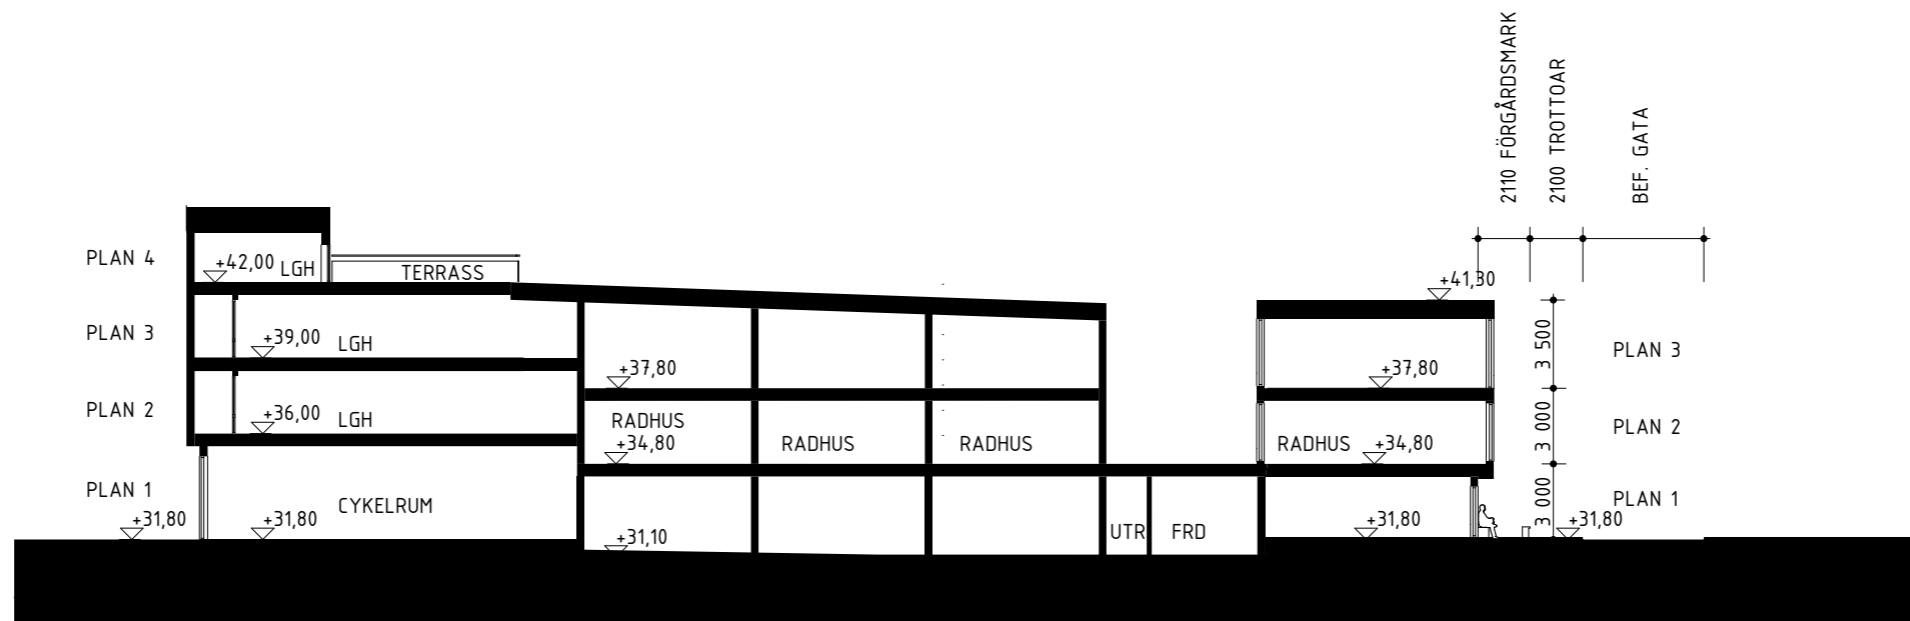 2110 FÖRGÅRDSMARK
2100 TROTTOAR
BEF. GATA
PLAN 4
+42,00 LGH
TERRASS
+41,30
PLAN 3
+39,00 LGH
+37,80
+37,80
3 500
PLAN 3
PLAN 2
+36,00 LGH
RADHUS
+34,80
RADHUS
RADHUS
RADHUS +34,80
3 000
PLAN 2
PLAN 1
+31,80
+31,80
CYKELRUM
+31,10
UTR
FRD
+31,80
3 000
+31,80
PLAN 1